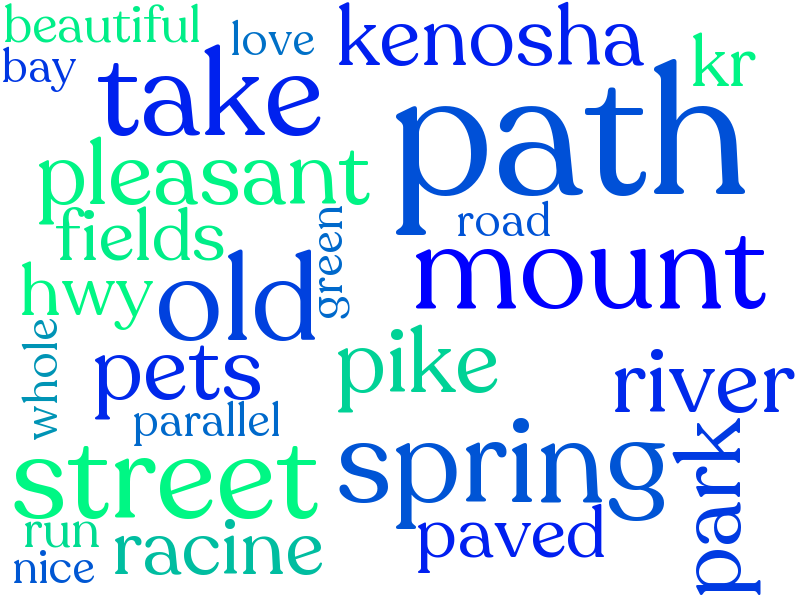 beautiful
love
kenosha
kr
bay
take
path
pleasant
fields
green
road
mount
hwy
old
whole
pets
pike
river
parallel
street
spring
park
run
racine
paved
nice